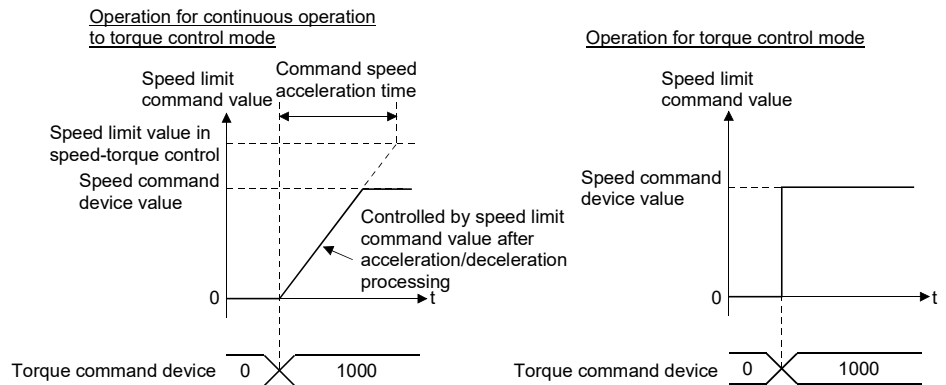 Operation for continuous operation
to torque control mode
Speed limit
command value
Command speed
acceleration time
Speed limit value in
speed-torque control
Speed command
device value
Controlled by speed limit
command value after
acceleration/deceleration
processing
0
t
Torque command device
0
1000
Operation for torque control mode
Speed limit
command value
Speed command
device value
0
t
Torque command device
0
1000